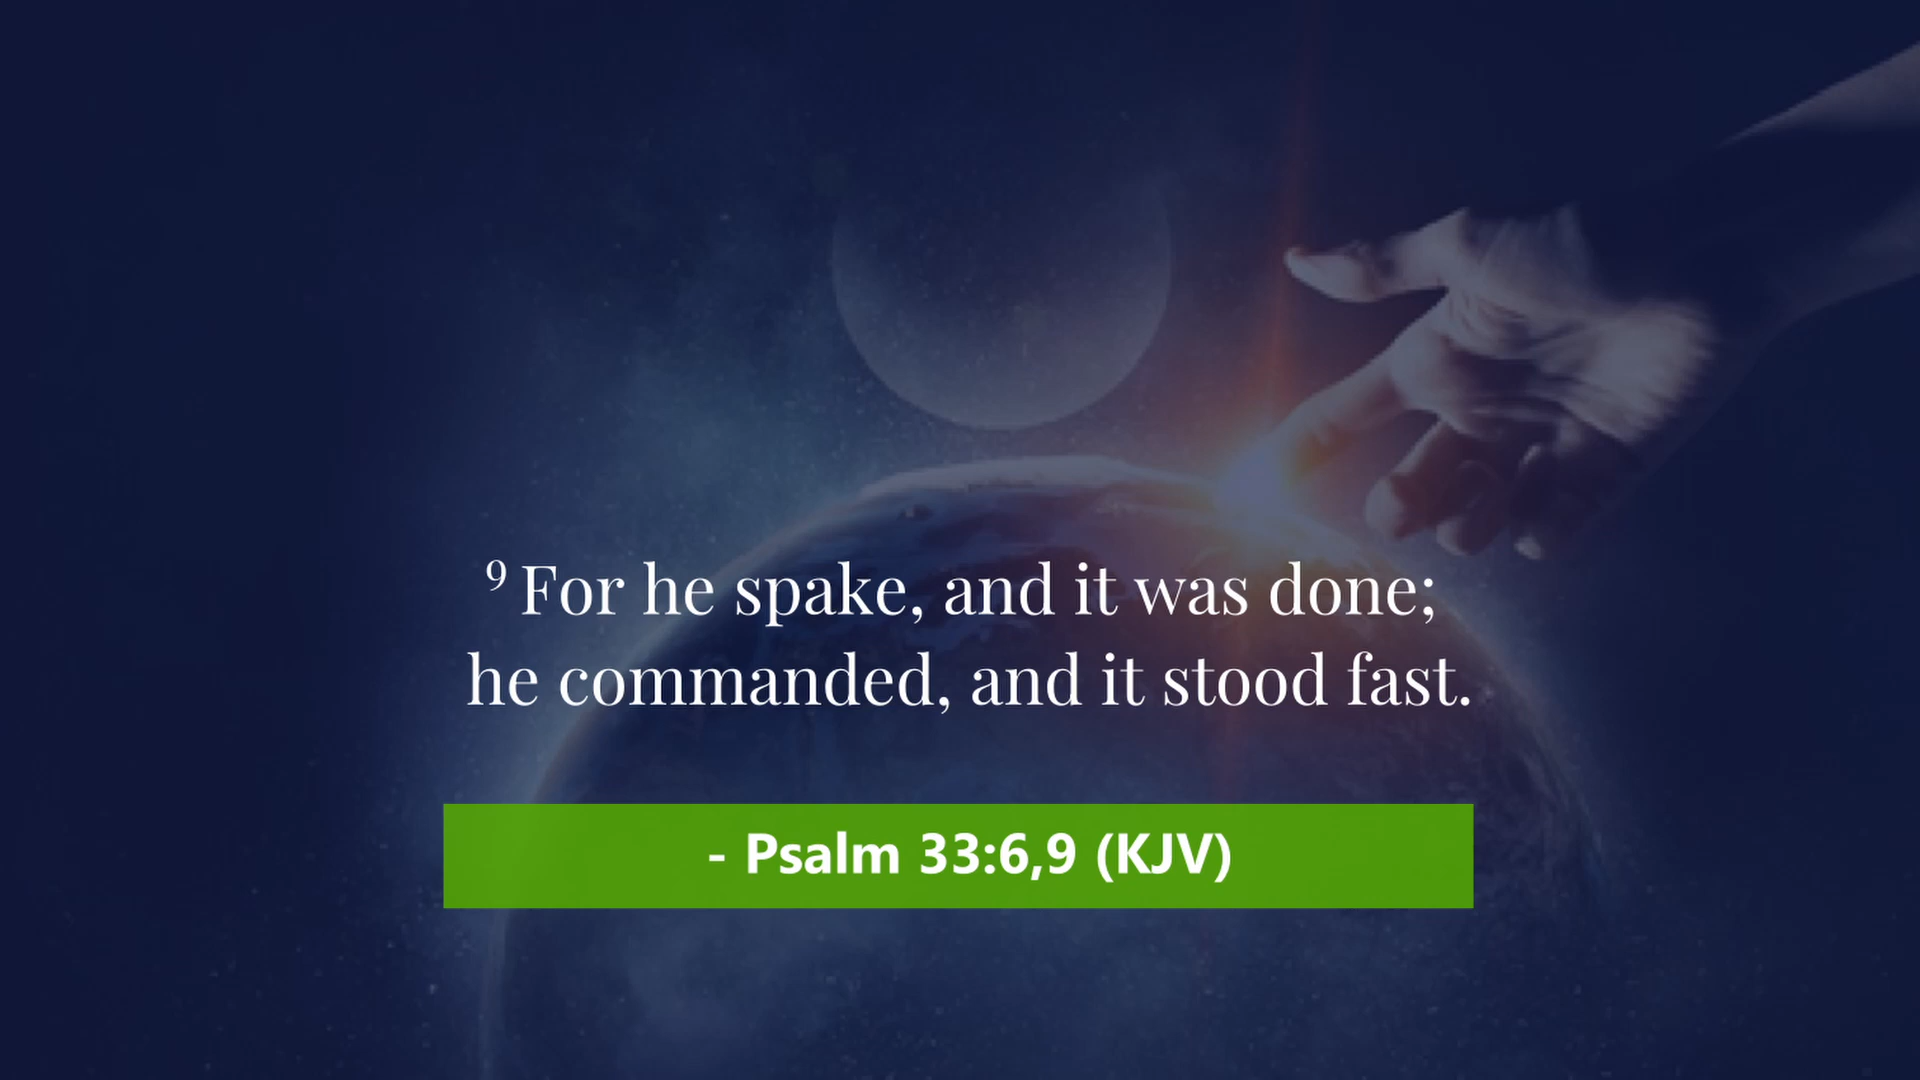 9 For he spake, and it was done;
he commanded, and it stood fast.
- Psalm 33:6,9 (KJV)